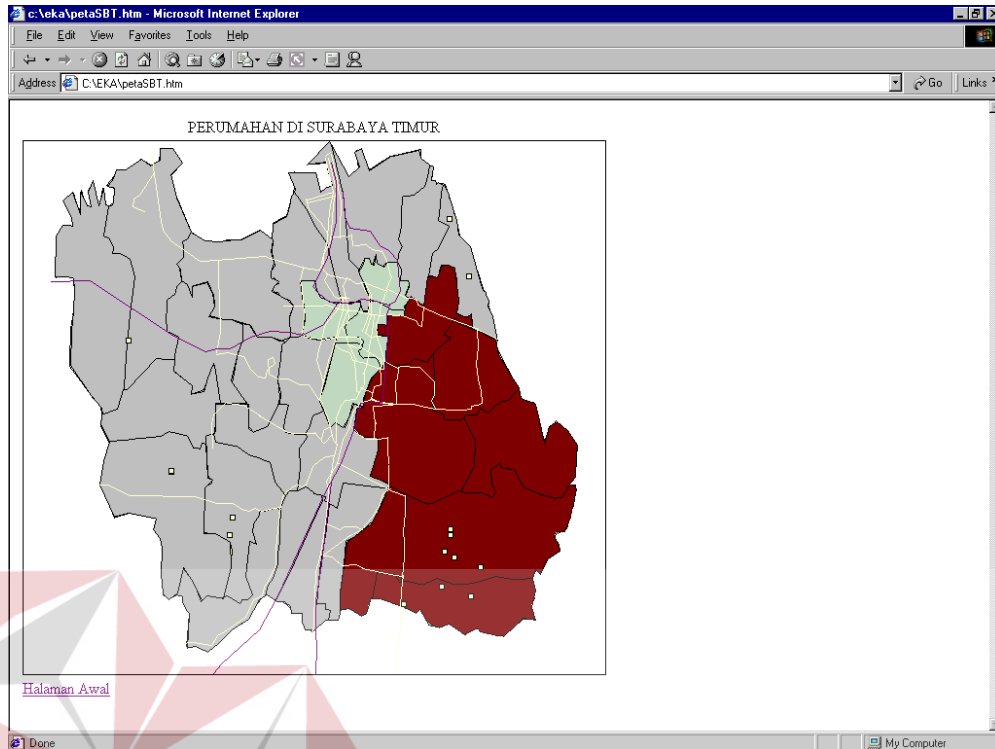 c:\eka\petaSBT.htm - Microsoft Internet Explorer
File Edit View Favorites Tools Help
Address C:\EKA\petaSBT.htm Go Links
PERUMAHAN DI SURABAYA TIMUR
Halaman Awal
Done My Computer